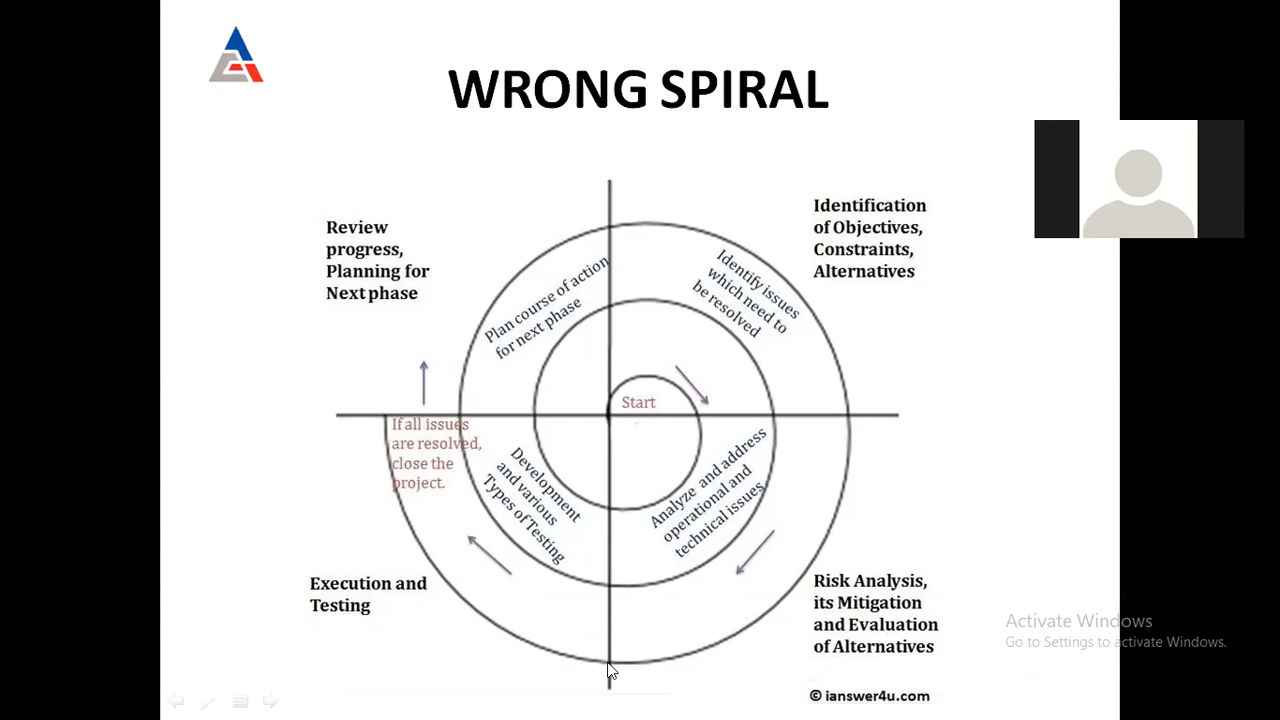 WRONG SPIRAL
Review
progress,
Planning for
Next phase
Identification
of Objectives,
Constraints,
Alternatives
Plan course of action
for next phase
Identify issues
which need to
be resolved
Start
If all issues
are resolved,
close the
project.
Development
and various
Types of Testing
Analyze and address
operational and
technical issues
Execution and
Testing
Risk Analysis,
its Mitigation
and Evaluation
of Alternatives
Activate Windows
Go to Settings to activate Windows.
© ianswer4u.com